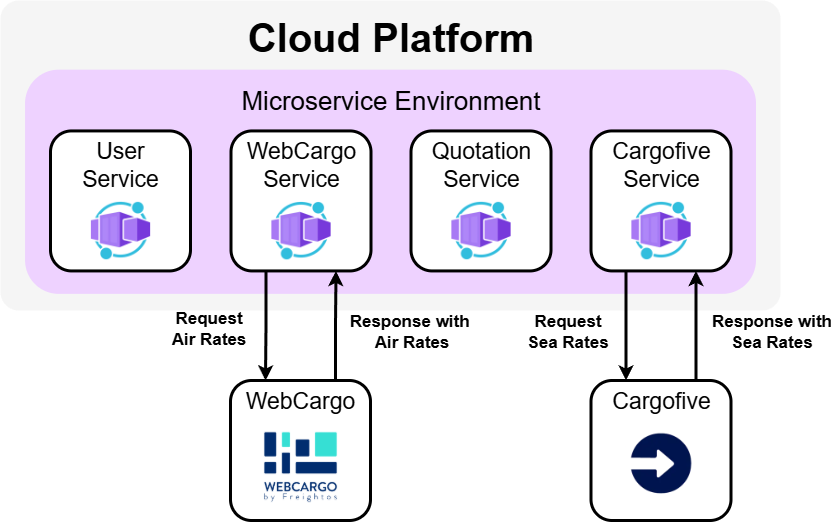 Cloud Platform
Microservice Environment
User
Service
WebCargo
Service
Quotation
Service
Cargofive
Service
Request
Air Rates
Response with
Air Rates
Request
Sea Rates
Response with
Sea Rates
WebCargo
WEBCARGO
by Freightos
Cargofive